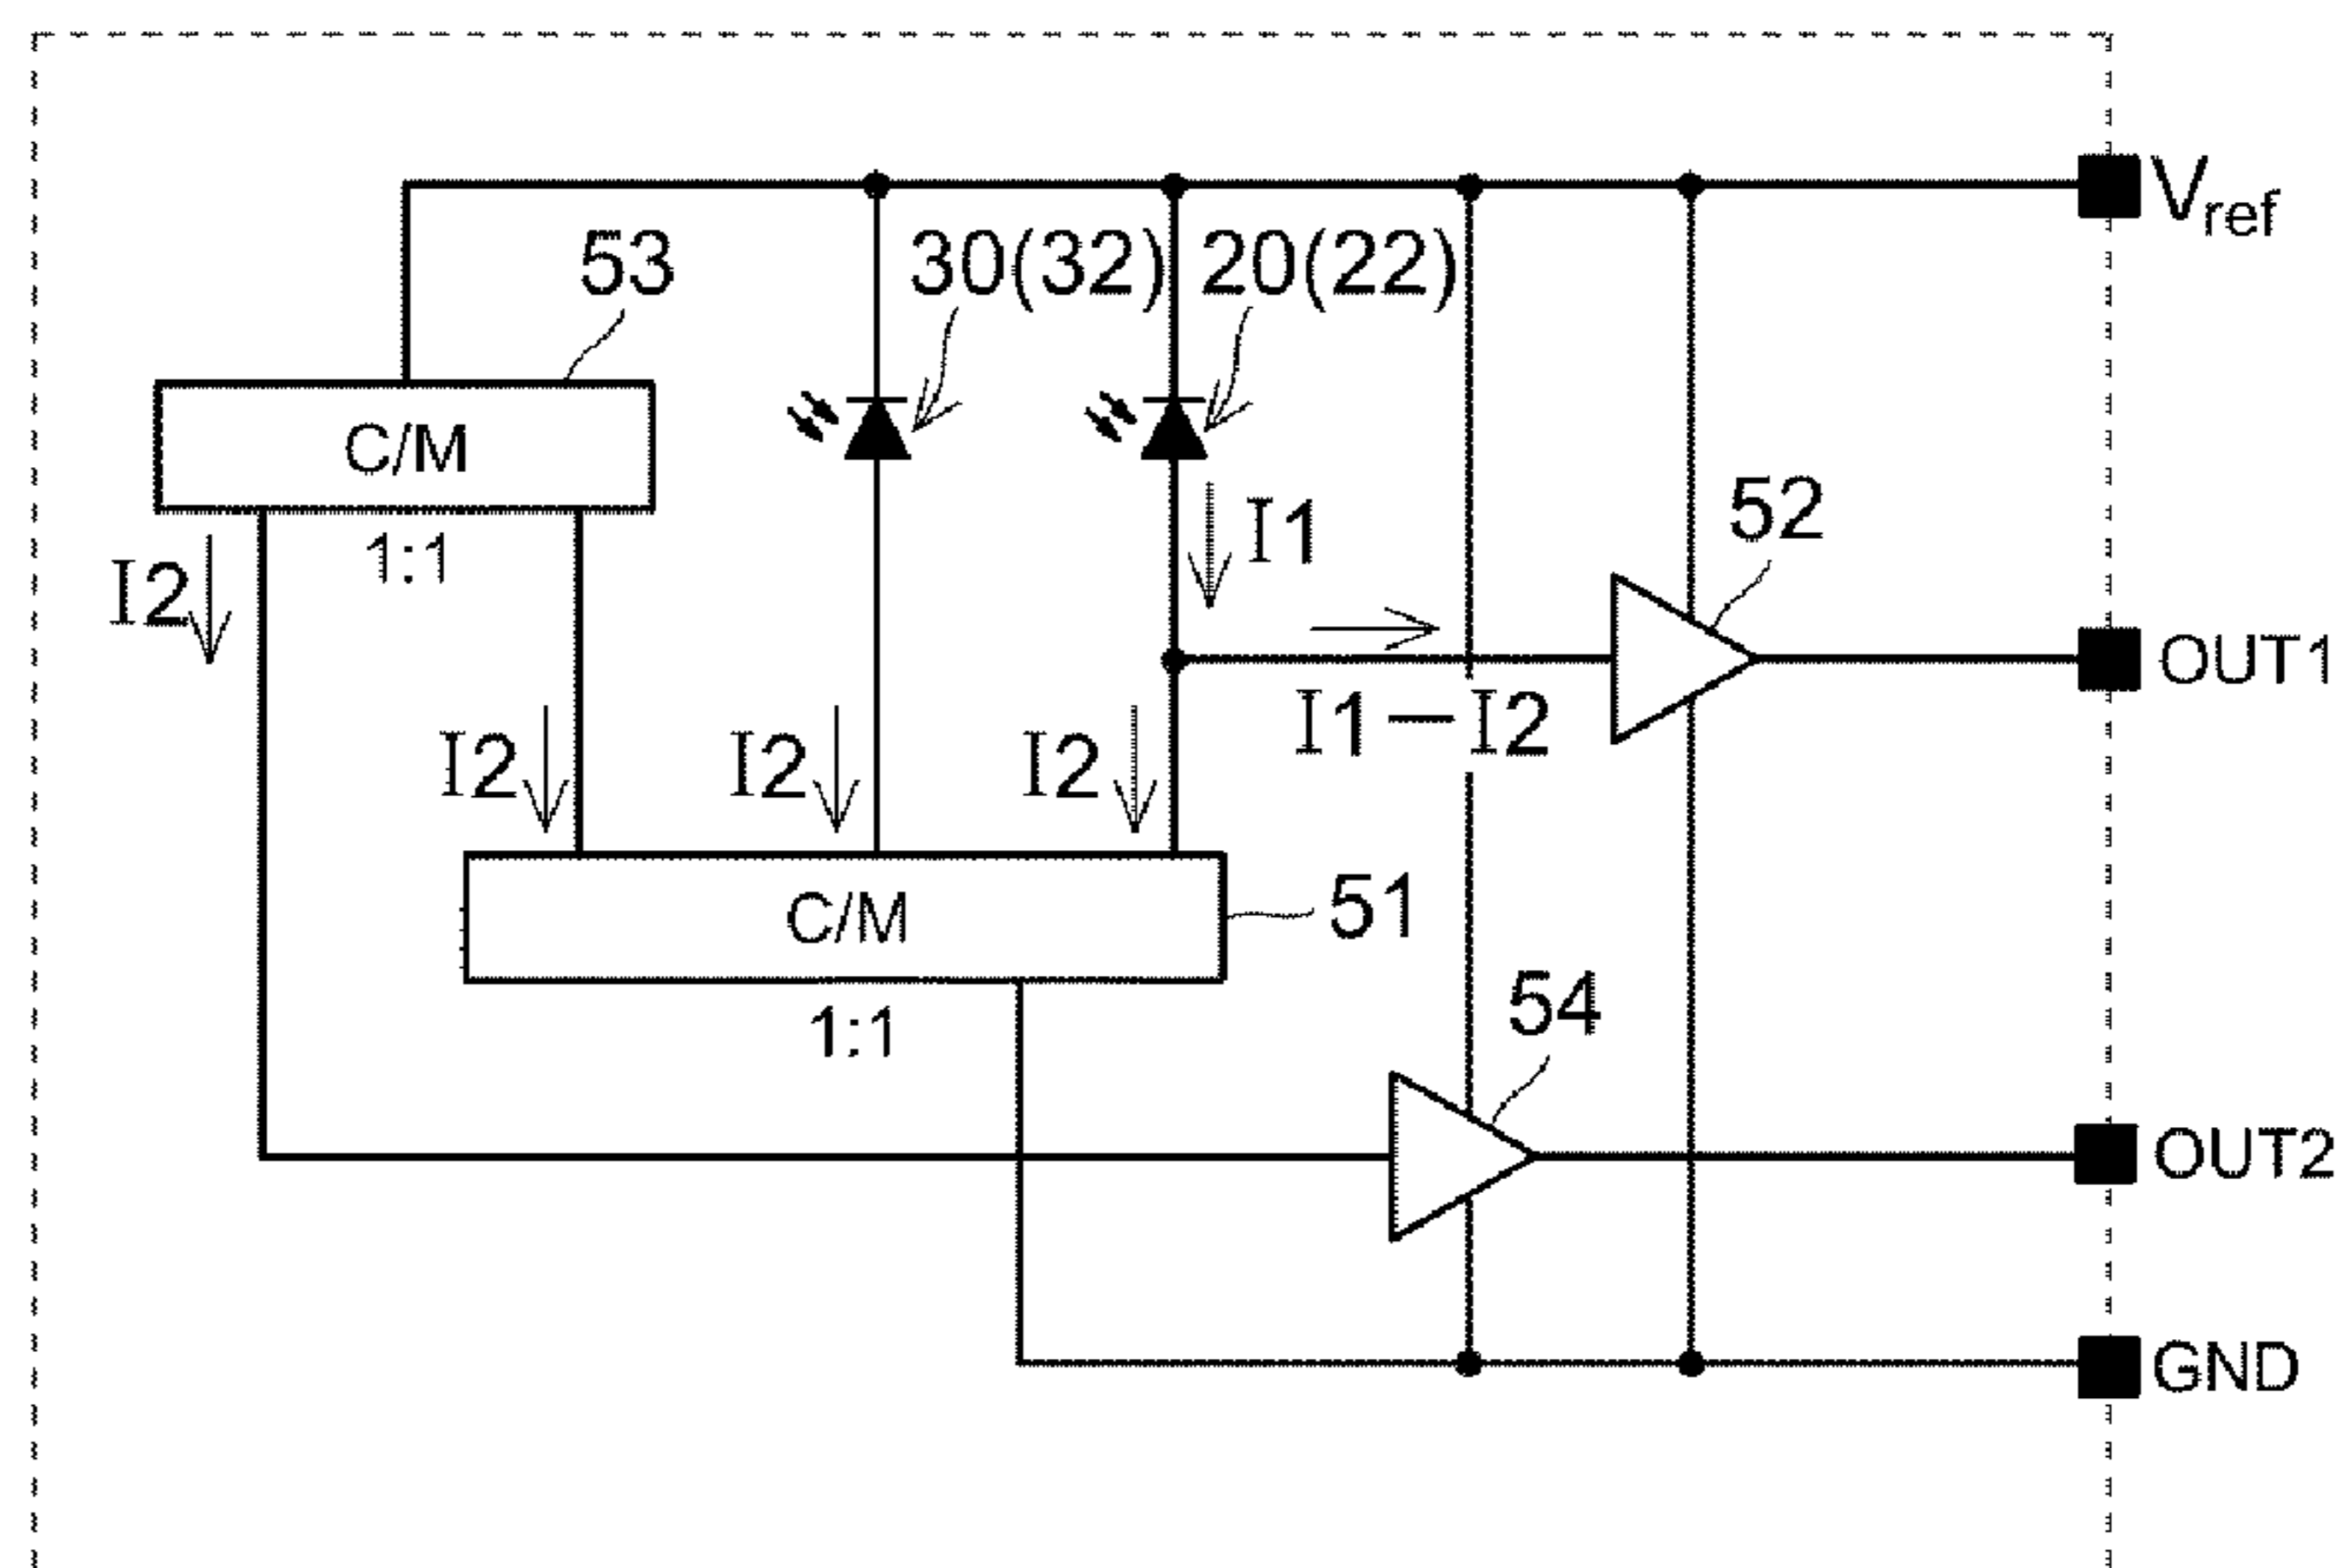 Vref
53
30(32)
20(22)
C/M
1:1
52
I1
I2
OUT1
I1−I2
I2
I2
I2
C/M
51
1:1
54
OUT2
GND